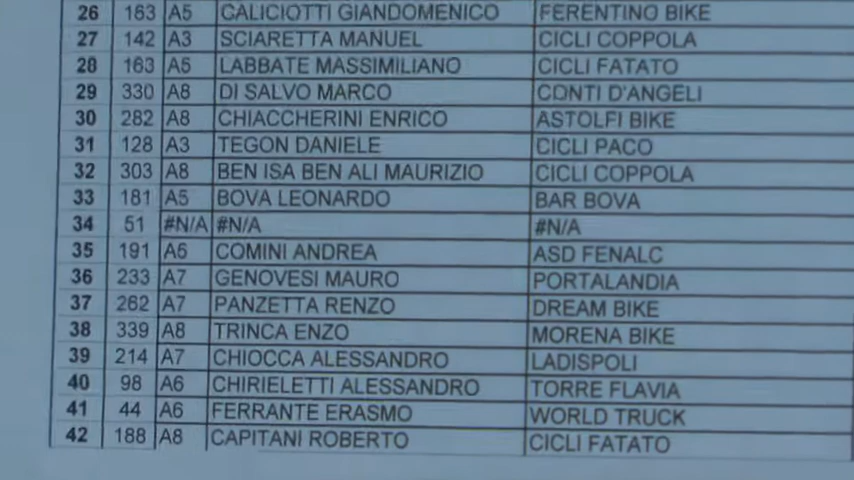 26 163 A5 CALICIOTTI GIANDOMENICO FERENTINO BIKE
27 142 A3 SCIARETTA MANUEL CICLI COPPOLA
28 163 A5 LABBATE MASSIMILIANO CICLI FATATO
29 330 A8 DI SALVO MARCO CONTI D'ANGELI
30 282 A8 CHIACCHERINI ENRICO ASTOLFI BIKE
31 128 A3 TEGON DANIELE CICLI PACO
32 303 A8 BEN ISA BEN ALI MAURIZIO CICLI COPPOLA
33 181 A5 BOVA LEONARDO BAR BOVA
34 51 #N/A #N/A #N/A
35 191 A5 COMINI ANDREA ASD FENALC
36 233 A7 GENOVESI MAURO PORTALANDIA
37 262 A7 PANZETTA RENZO DREAM BIKE
38 339 A8 TRINCA ENZO MORENA BIKE
39 214 A7 CHIOCCA ALESSANDRO LADISPOLI
40 98 A6 CHIRIELETTI ALESSANDRO TORRE FLAVIA
41 44 A6 FERRANTE ERASMO WORLD TRUCK
42 188 A8 CAPITANI ROBERTO CICLI FATATO